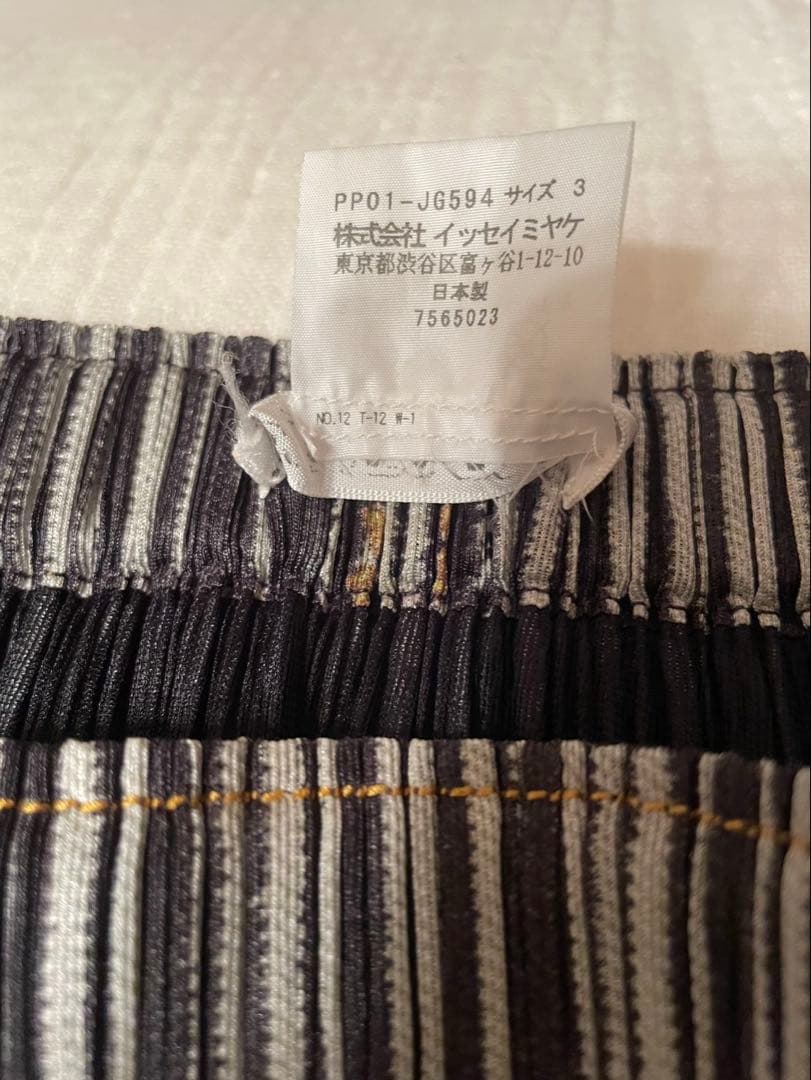 PP01-JG594 サイズ 3
株式会社 イッセイミヤケ
東京都渋谷区富ヶ谷1-12-10
日本製
7565023
NO.12 T-12 W-1